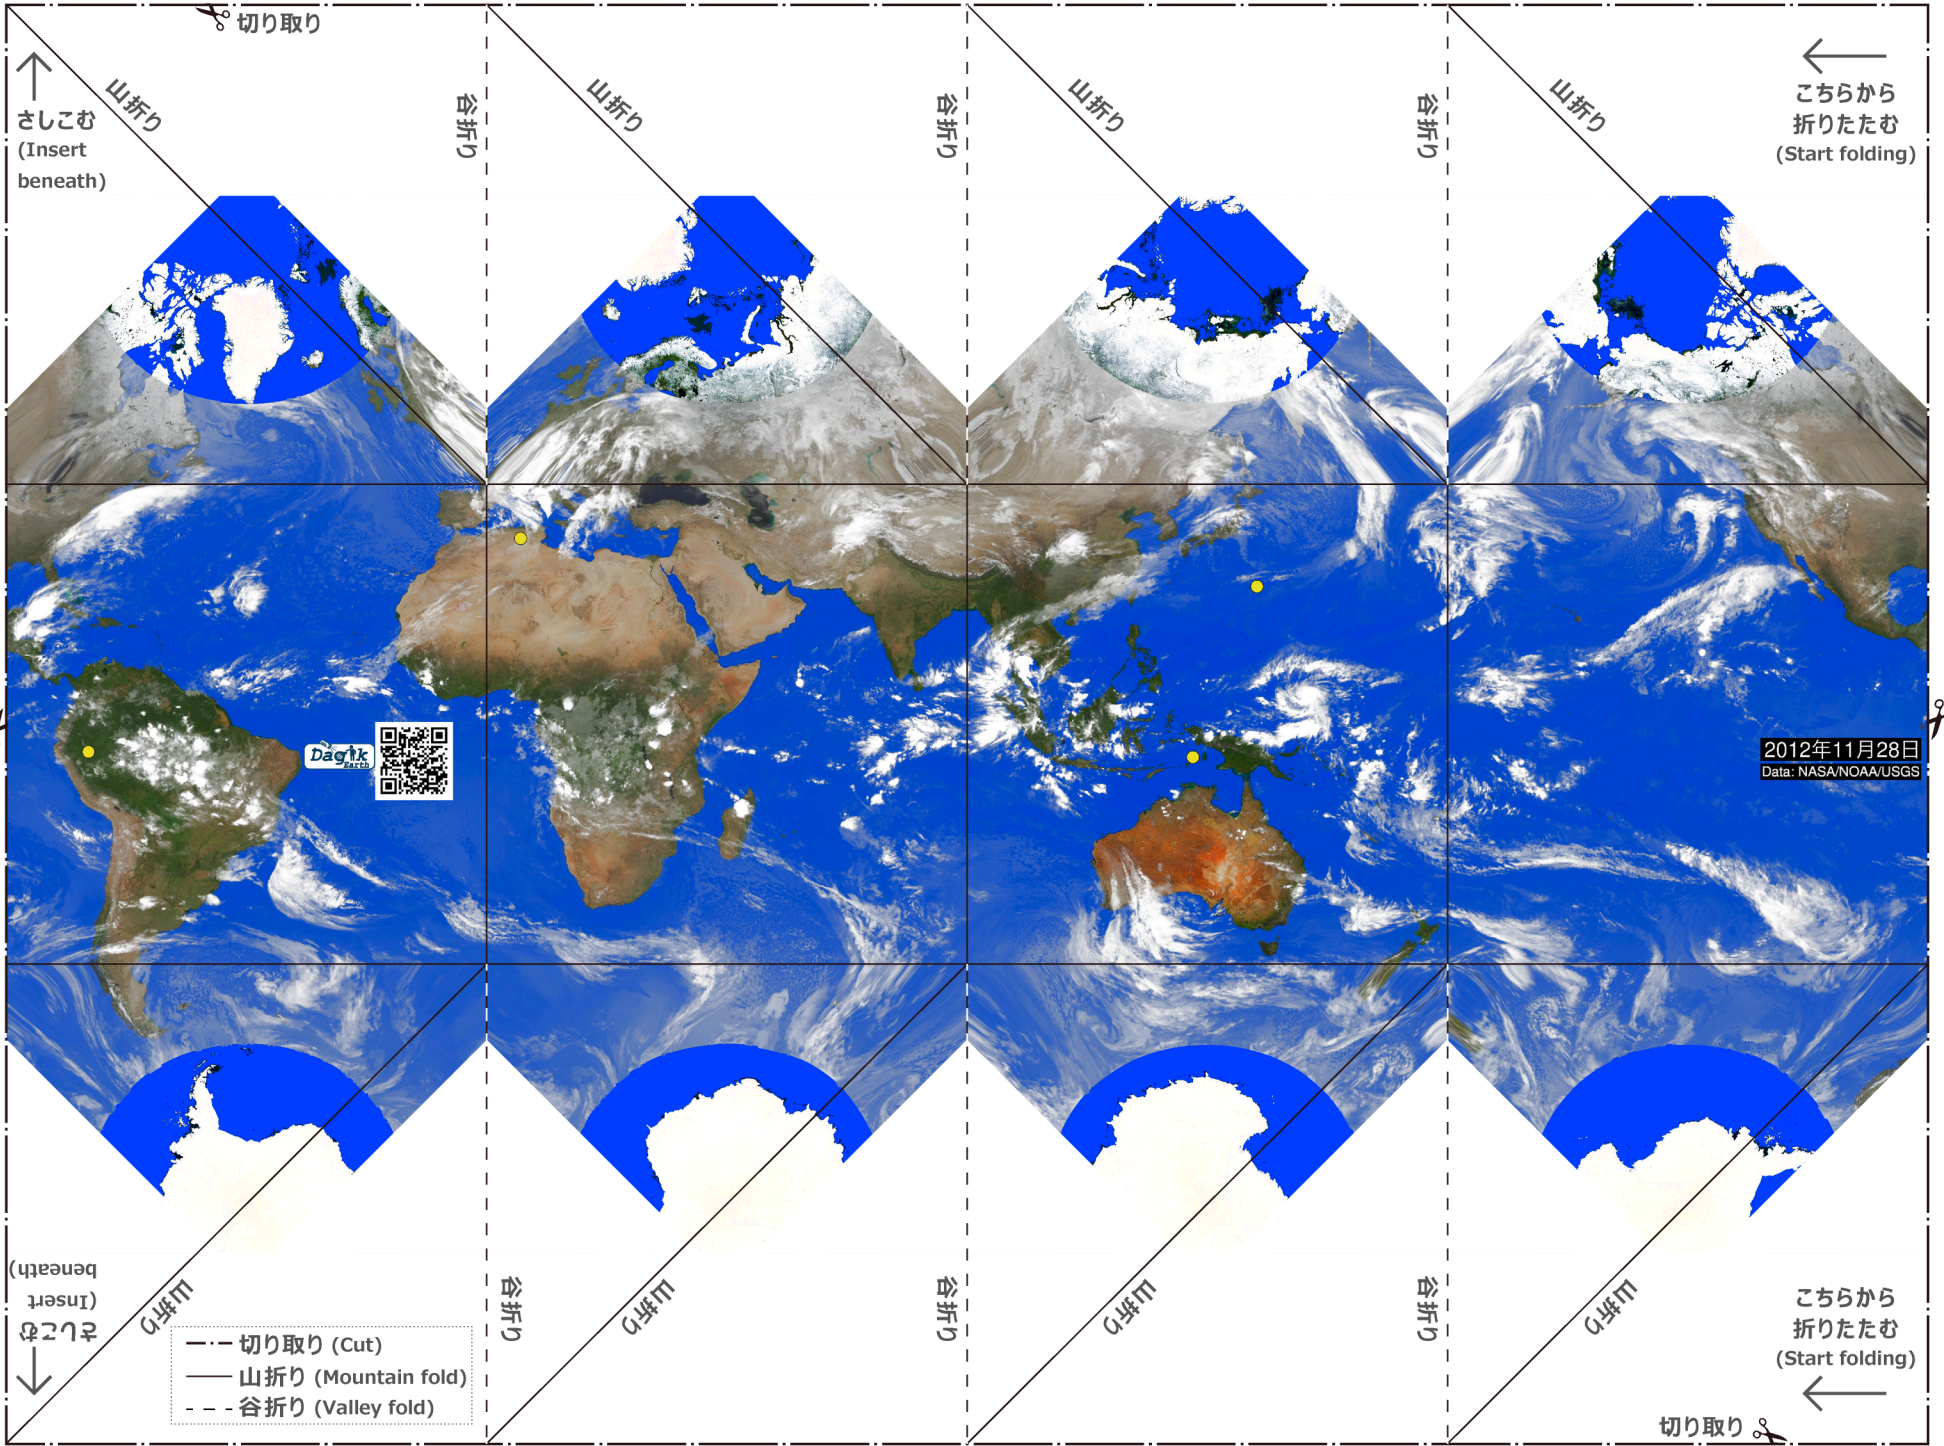 切り取り
山折り
谷折り
山折り
谷折り
山折り
谷折り
山折り
こちらから
折りたたむ
(Start folding)
さしこむ
(Insert
beneath)
Dagik
Earth
2012年11月28日
Data: NASA/NOAA/USGS
さしこむ
(Insert
beneath)
山折り
谷折り
山折り
谷折り
山折り
谷折り
山折り
こちらから
折りたたむ
(Start folding)
切り取り (Cut)
山折り (Mountain fold)
谷折り (Valley fold)
切り取り